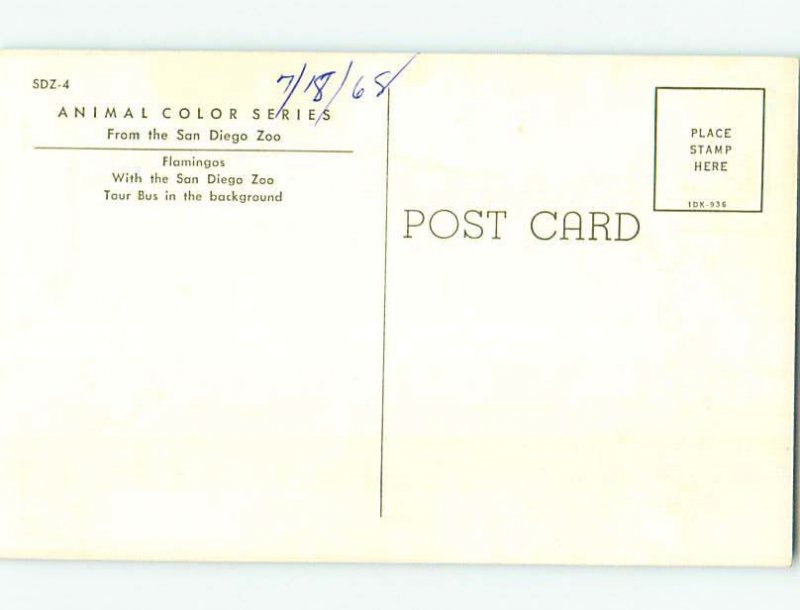 SDZ-4
7/18/68
ANIMAL COLOR SERIES
From the San Diego Zoo
Flamingos
With the San Diego Zoo
Tour Bus in the background
PLACE
STAMP
HERE
1DK-936
POST CARD